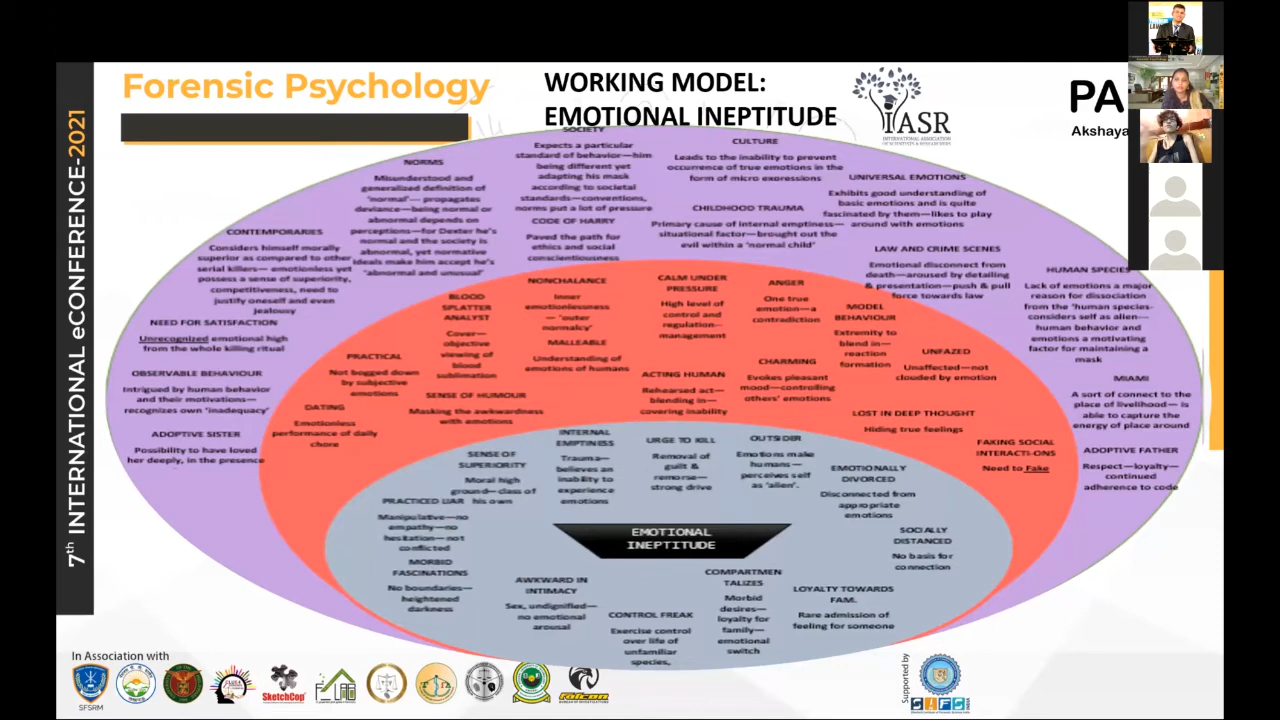 Forensic Psychology
WORKING MODEL:
EMOTIONAL INEPTITUDE
IASR
INTERNATIONAL ASSOCIATION
OF SCIENTISTS & RESEARCHERS
PA
Akshaya
7th INTERNATIONAL eCONFERENCE-2021
SOCIETY
Expects a particular
standard of behavior—him
being different yet
adapting his mask
according to societal
standards—conventions,
norms put a lot of pressure
CODE OF HARRY
Paved the path for
ethics and social
conscientiousness
CULTURE
Leads to the inability to prevent
occurrence of true emotions in the
form of micro expressions
CHILDHOOD TRAUMA
Primary cause of internal emptiness—
situational factor—brought out the
evil within a 'normal child'
NORMS
Misunderstood and
generalized definition of
'normal'— propagates
deviance—being normal or
abnormal depends on
perceptions—for Dexter he's
normal and the society is
abnormal, yet normative
ideals make him accept he's
'abnormal and unusual'
UNIVERSAL EMOTIONS
Exhibits good understanding of
basic emotions and is quite
fascinated by them—likes to play
around with emotions
LAW AND CRIME SCENES
Emotional disconnect from
death—aroused by detailing
& presentation—push & pull
force towards law
CONTEMPORARIES
Considers himself morally
superior as compared to other
serial killers— emotionless yet
possess a sense of superiority,
competitiveness, need to
justify oneself and even
jealousy
NEED FOR SATISFACTION
Unrecognized emotional high
from the whole killing ritual
OBSERVABLE BEHAVIOUR
Intrigued by human behavior
and their motivations—
recognizes own 'inadequacy'
ADOPTIVE SISTER
Possibility to have loved
her deeply, in the presence
HUMAN SPECIES
Lack of emotions a major
reason for dissociation
from the 'human species-
considers self as alien—
human behavior and
emotions a motivating
factor for maintaining a
mask
MIAMI
A sort of connect to the
place of livelihood— is
able to capture the
energy of place around
ADOPTIVE FATHER
Respect—loyalty—
continued
adherence to code
NONCHALANCE
Inner
emotionlessness
— 'outer
normalcy'
MALLEABLE
Understanding of
emotions of humans
CALM UNDER
PRESSURE
High level of
control and
regulation—
management
ANGER
One true
emotion—a
contradiction
MODEL
BEHAVIOUR
Extremity to
blend in—
reaction
formation
BLOOD
SPLATTER
ANALYST
Cover—
objective
viewing of
blood
sublimation
PRACTICAL
Not bogged down
by subjective
emotions
DATING
Emotionless
performance of daily
chore
SENSE OF HUMOUR
Masking the awkwardness
with emotions
ACTING HUMAN
Rehearsed act—
blending in—
covering inability
CHARMING
Evokes pleasant
mood—controlling
others' emotions
UNFAZED
Unaffected—not
clouded by emotion
LOST IN DEEP THOUGHT
Hiding true feelings
FAKING SOCIAL
INTERACTI-ONS
Need to Fake
INTERNAL
EMPTINESS
Trauma—
believes an
inability to
experience
emotions
URGE TO KILL
Removal of
guilt &
remorse—
strong drive
OUTSIDER
Emotions make
humans—
perceives self
as 'alien'.
SENSE OF
SUPERIORITY
Moral high
ground—class of
his own
PRACTICED LIAR
Manipulative—no
empathy—no
hesitation—not
conflicted
MORBID
FASCINATIONS
No boundaries—
heightened
darkness
EMOTIONALLY
DIVORCED
Disconnected from
appropriate
emotions
SOCIALLY
DISTANCED
No basis for
connection
EMOTIONAL
INEPTITUDE
AWKWARD IN
INTIMACY
Sex, undignified—
no emotional
arousal
CONTROL FREAK
Exercise control
over life of
unfamiliar
species,
COMPARTMEN
TALIZES
Morbid
desires—
loyalty for
family—
emotional
switch
LOYALTY TOWARDS
FAM.
Rare admission of
feeling for someone
In Association with
SFSRM
SketchCop
falcon
BUREAU OF INVESTIGATIONS
Supported by
SIFS
INDIA